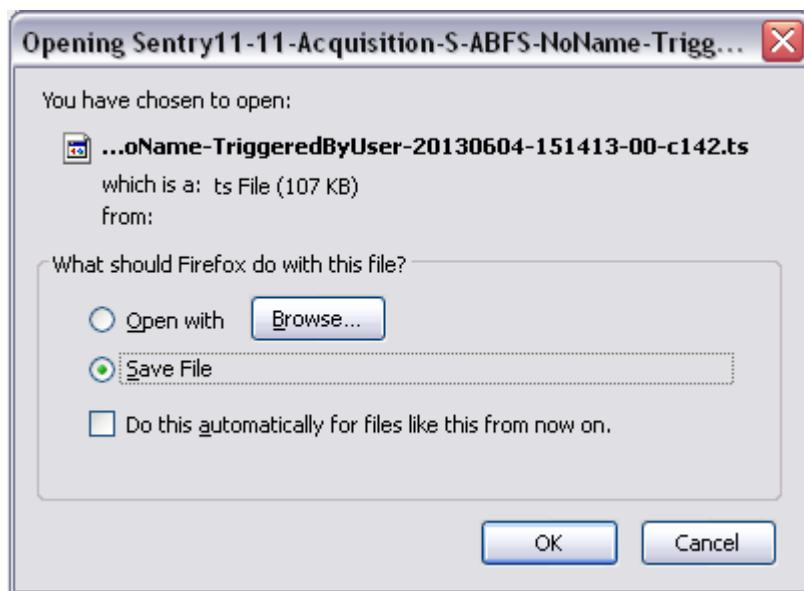 Opening Sentry11-11-Acquisition-S-ABFS-NoName-Trigg...
You have chosen to open:
...oName-TriggeredByUser-20130604-151413-00-c142.ts
which is a: ts File (107 KB)
from:
What should Firefox do with this file?
Open with Browse...
Save File
Do this automatically for files like this from now on.
OK Cancel